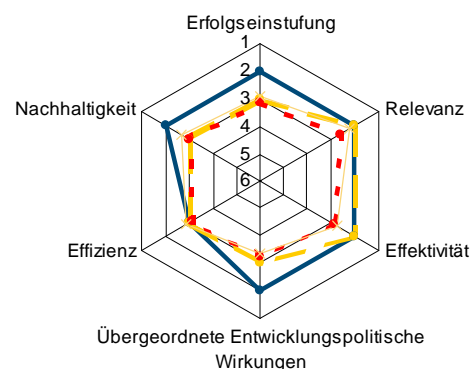 Erfolgseinstufung
1
2
3
4
5
6
Nachhaltigkeit
Relevanz
Effizienz
Effektivität
Übergeordnete Entwicklungspolitische
Wirkungen